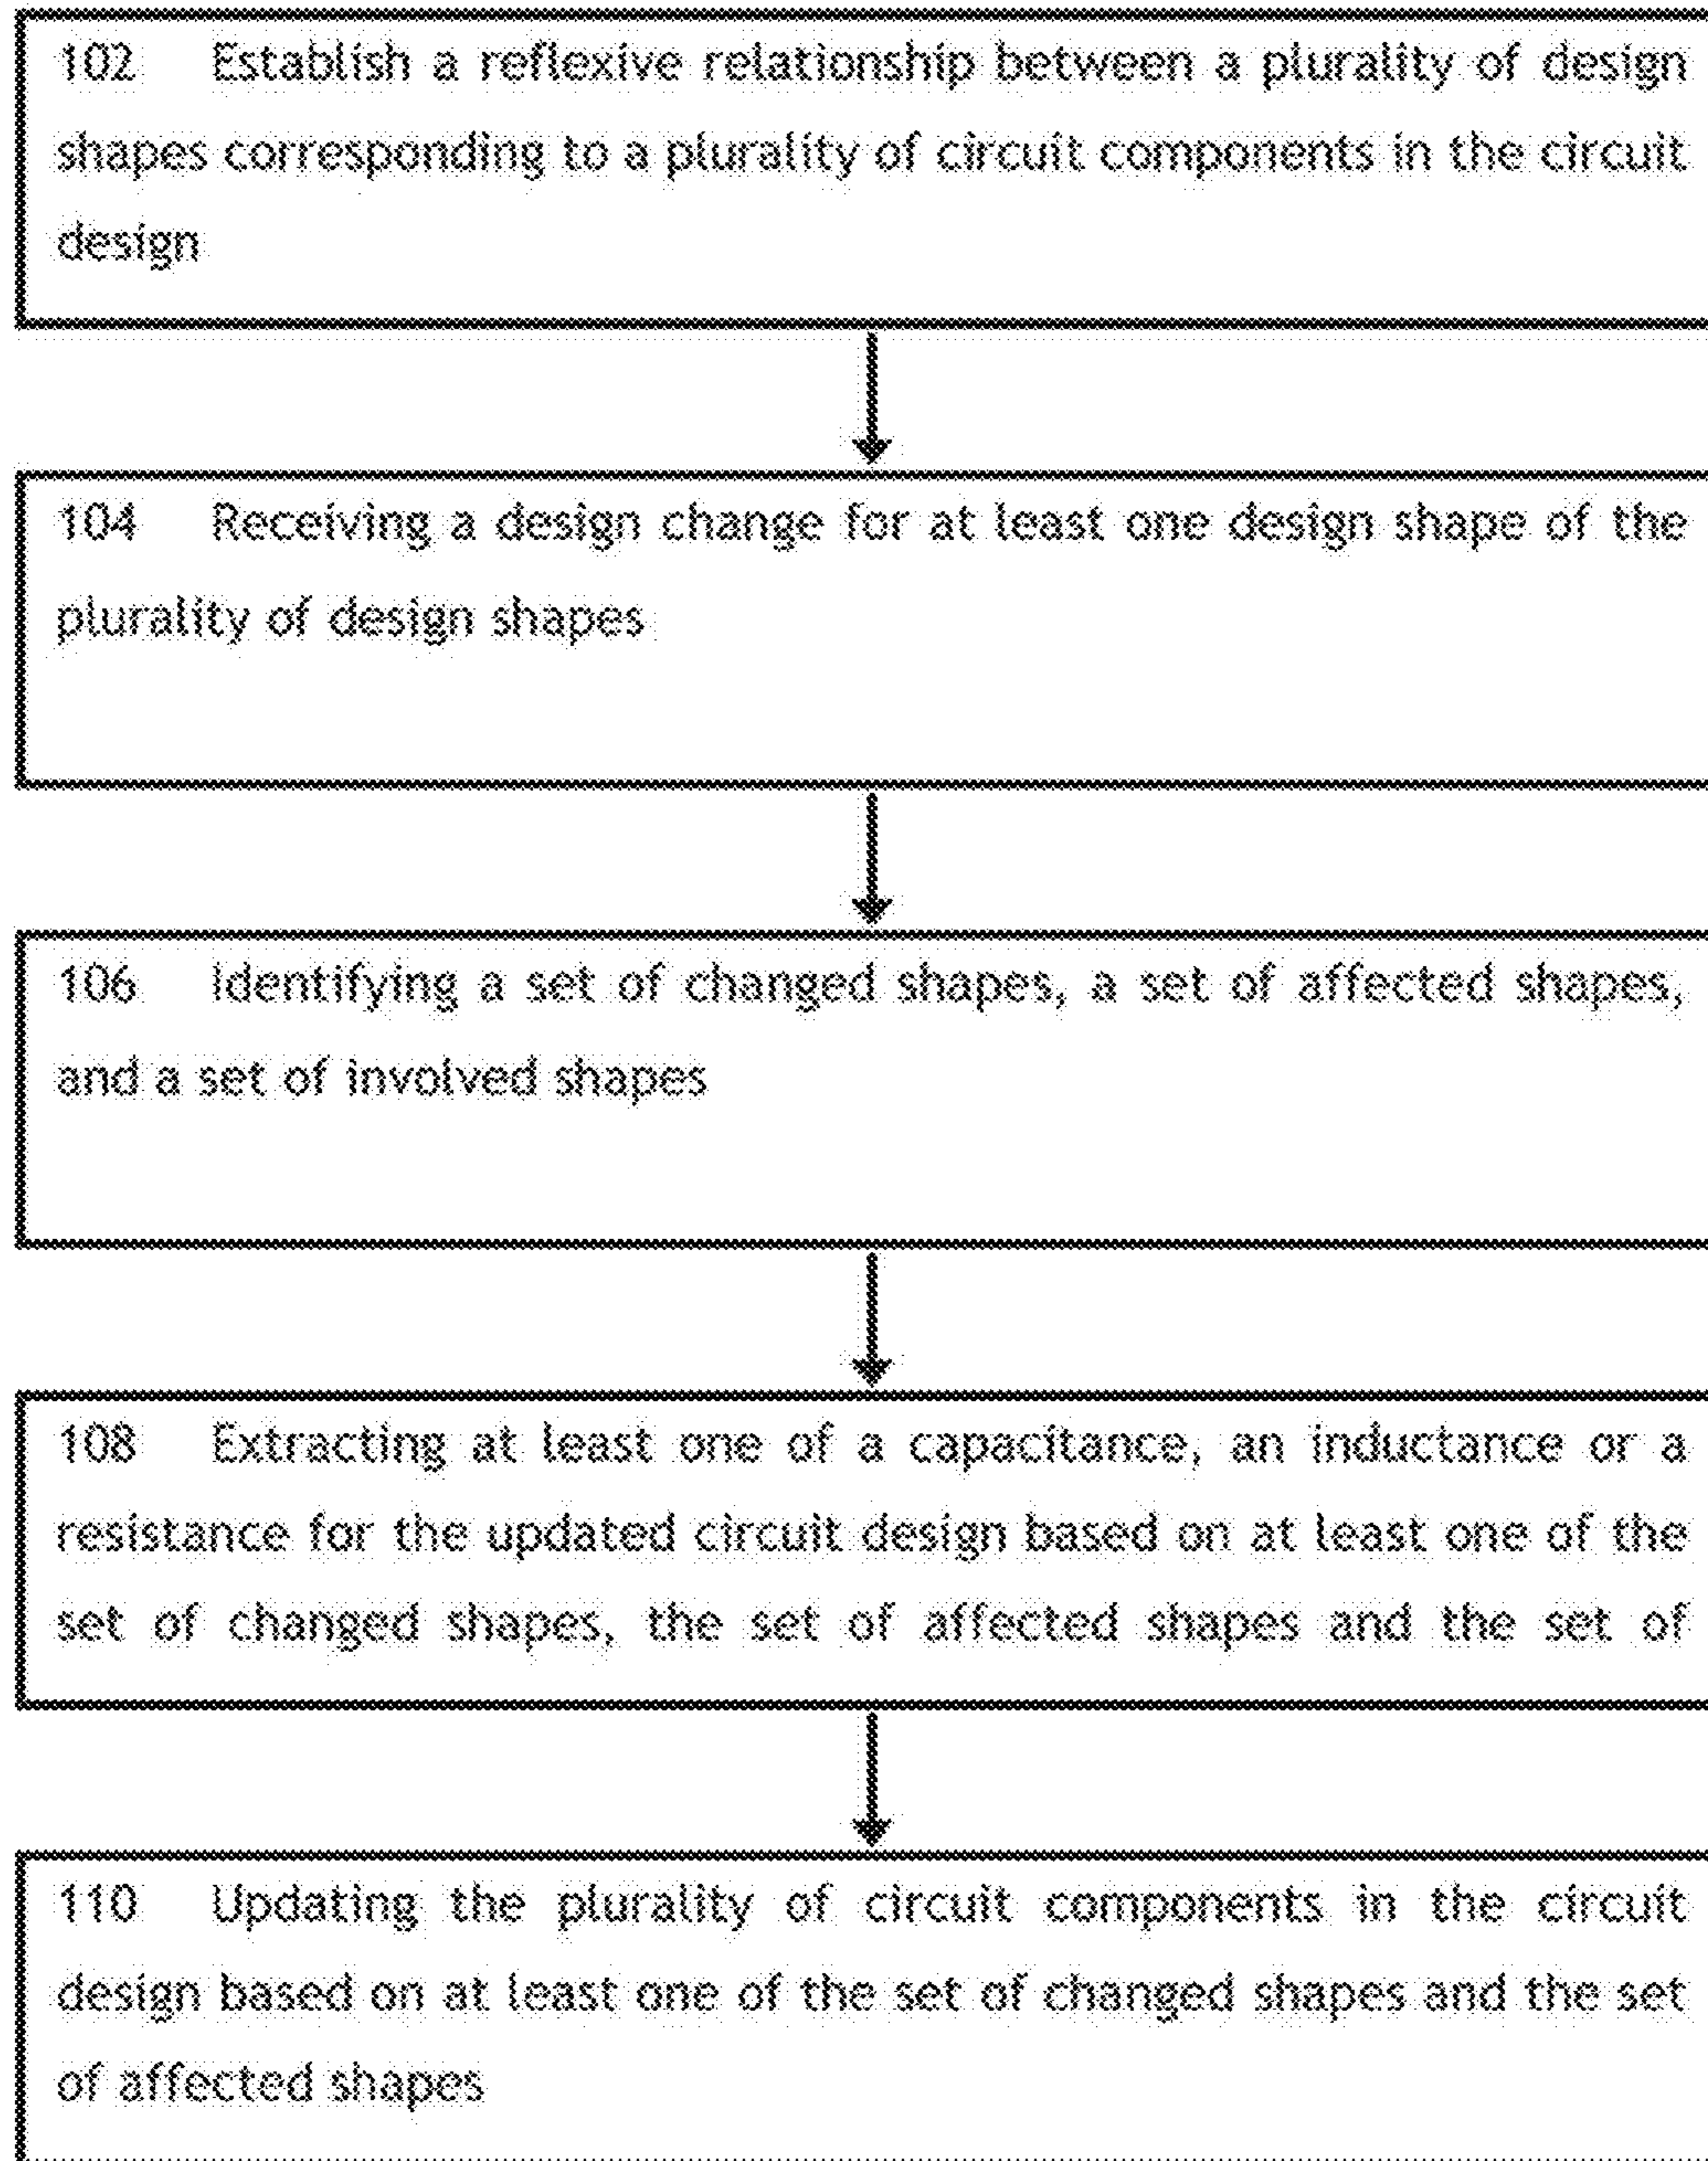 102 Establish a reflexive relationship between a plurality of design
shapes corresponding to a plurality of circuit components in the circuit
design
104 Receiving a design change for at least one design shape of the
plurality of design shapes
106 Identifying a set of changed shapes, a set of affected shapes,
and a set of involved shapes
108 Extracting at least one of a capacitance, an inductance or a
resistance for the updated circuit design based on at least one of the
set of changed shapes, the set of affected shapes and the set of
110 Updating the plurality of circuit components in the circuit
design based on at least one of the set of changed shapes and the set
of affected shapes